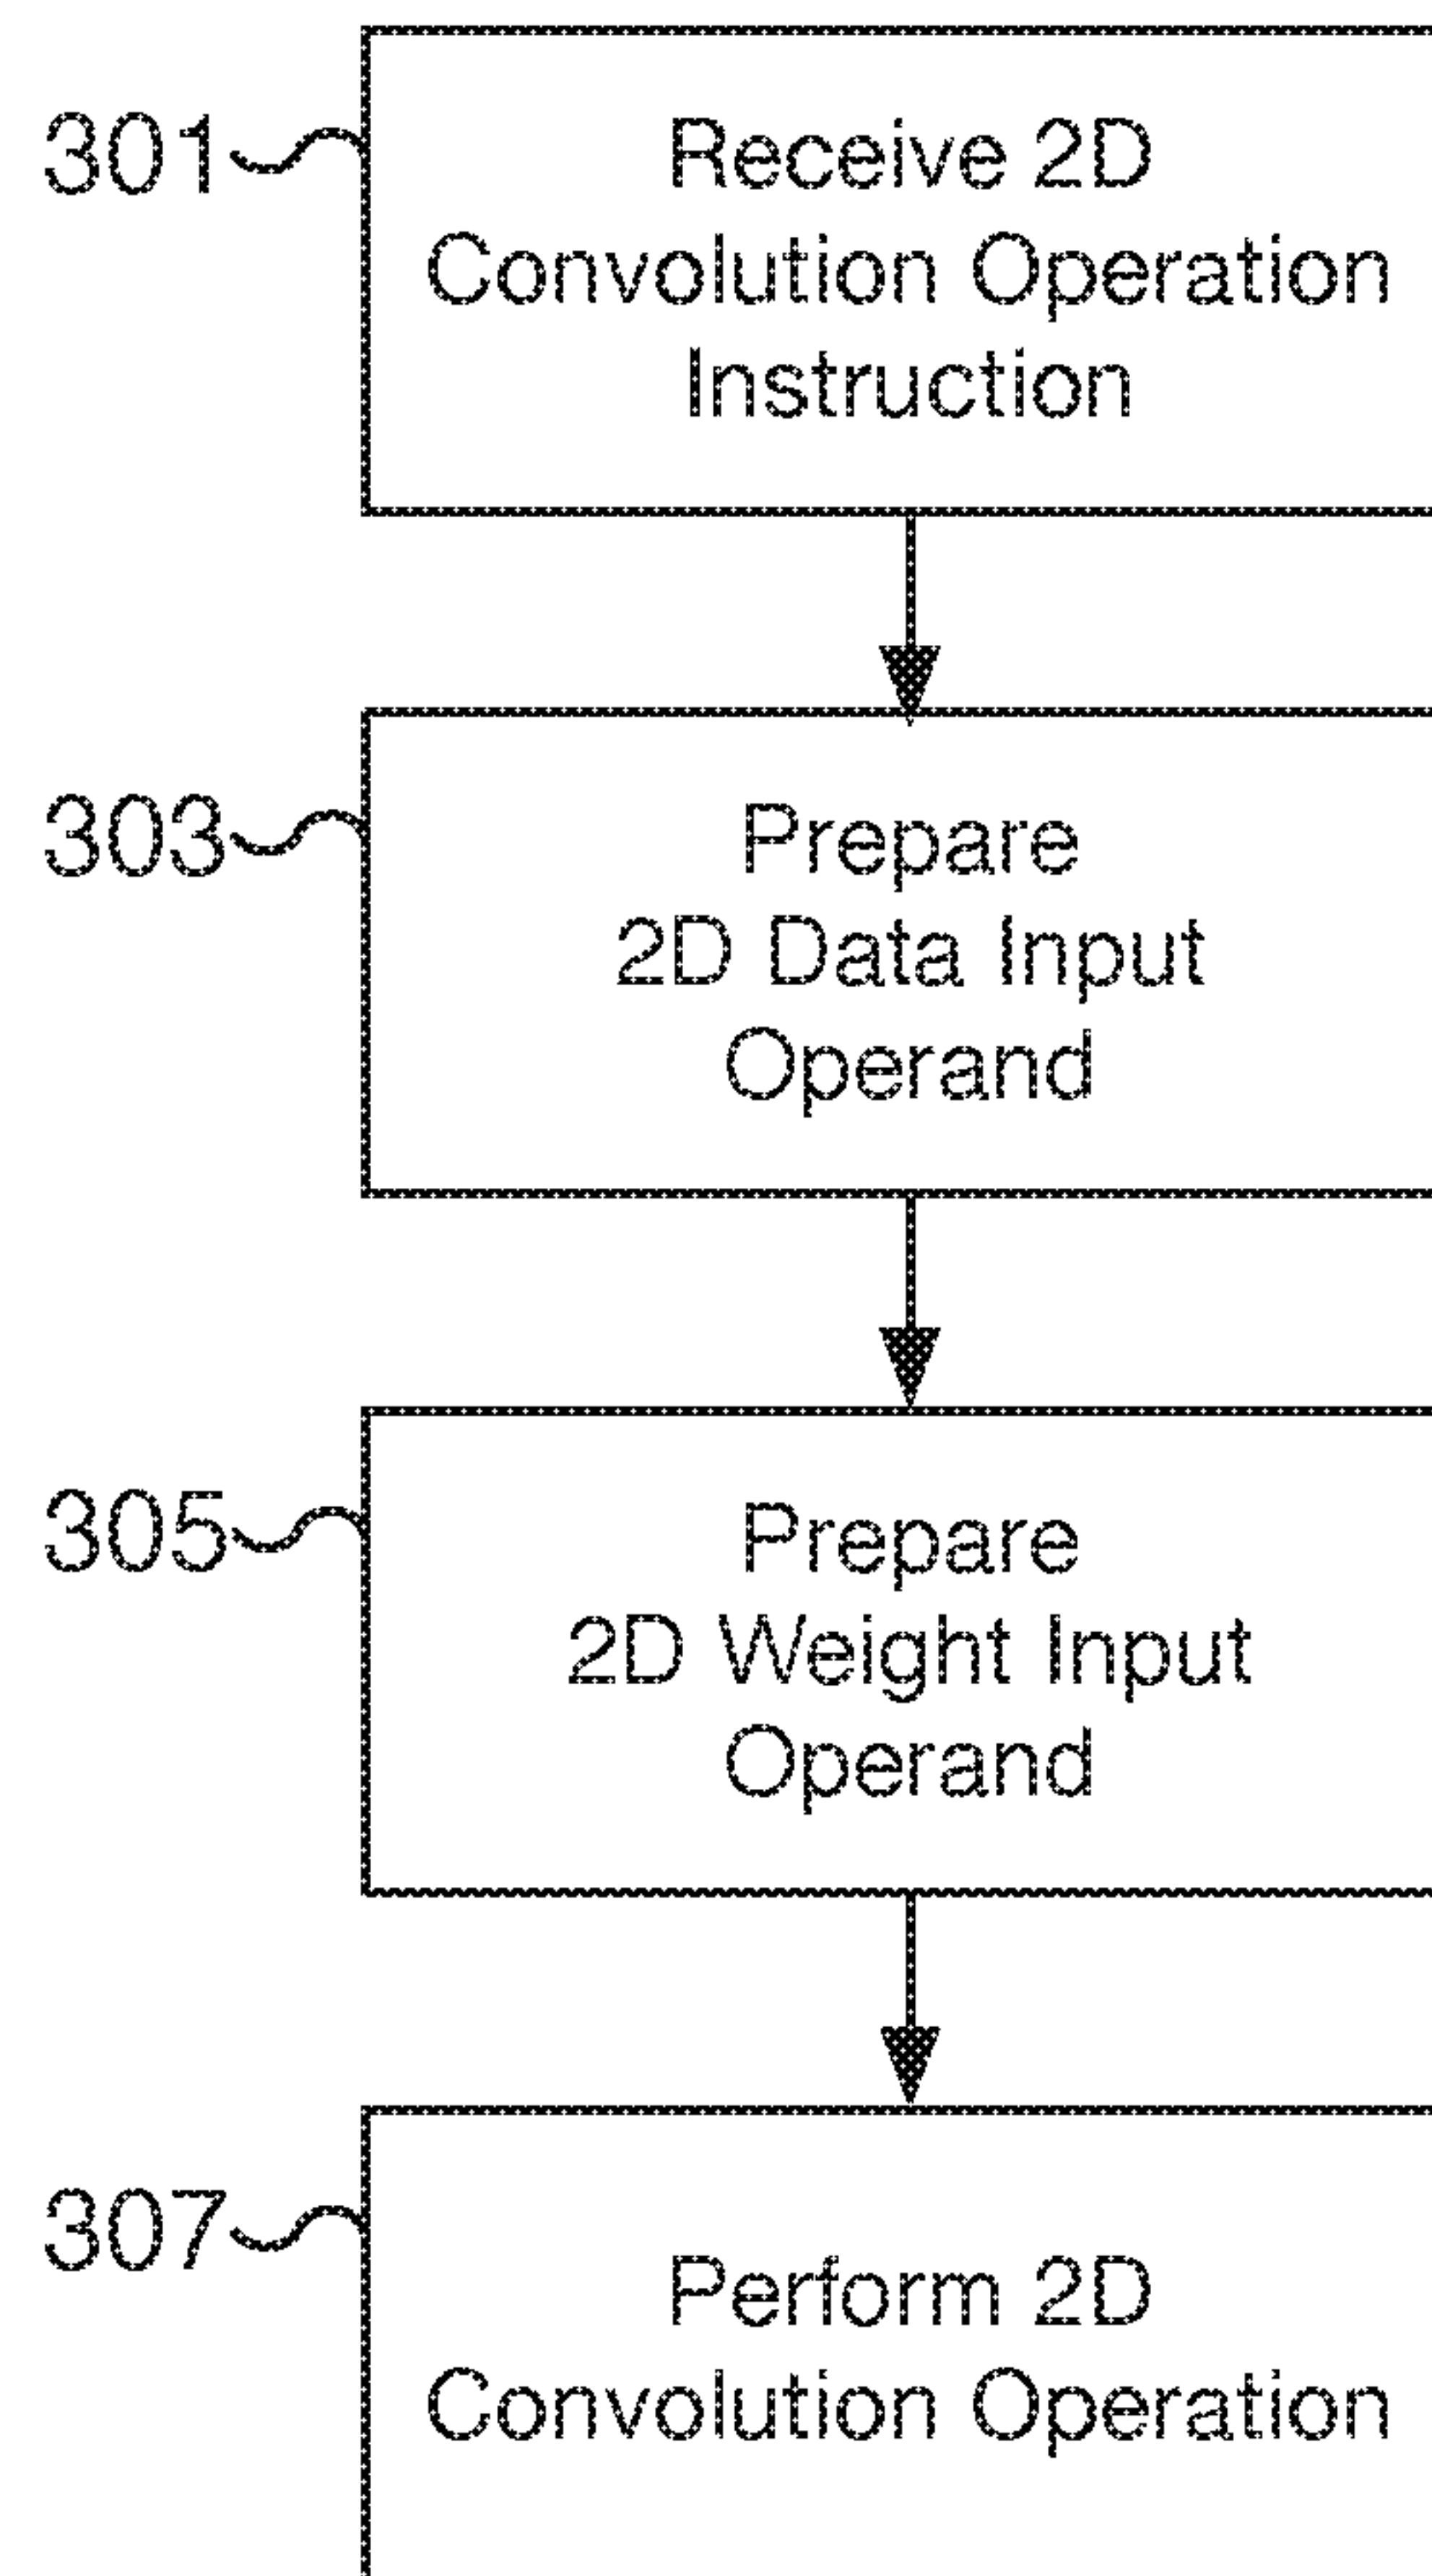 301
Receive 2D
Convolution Operation
Instruction
303
Prepare
2D Data Input
Operand
305
Prepare
2D Weight Input
Operand
307
Perform 2D
Convolution Operation